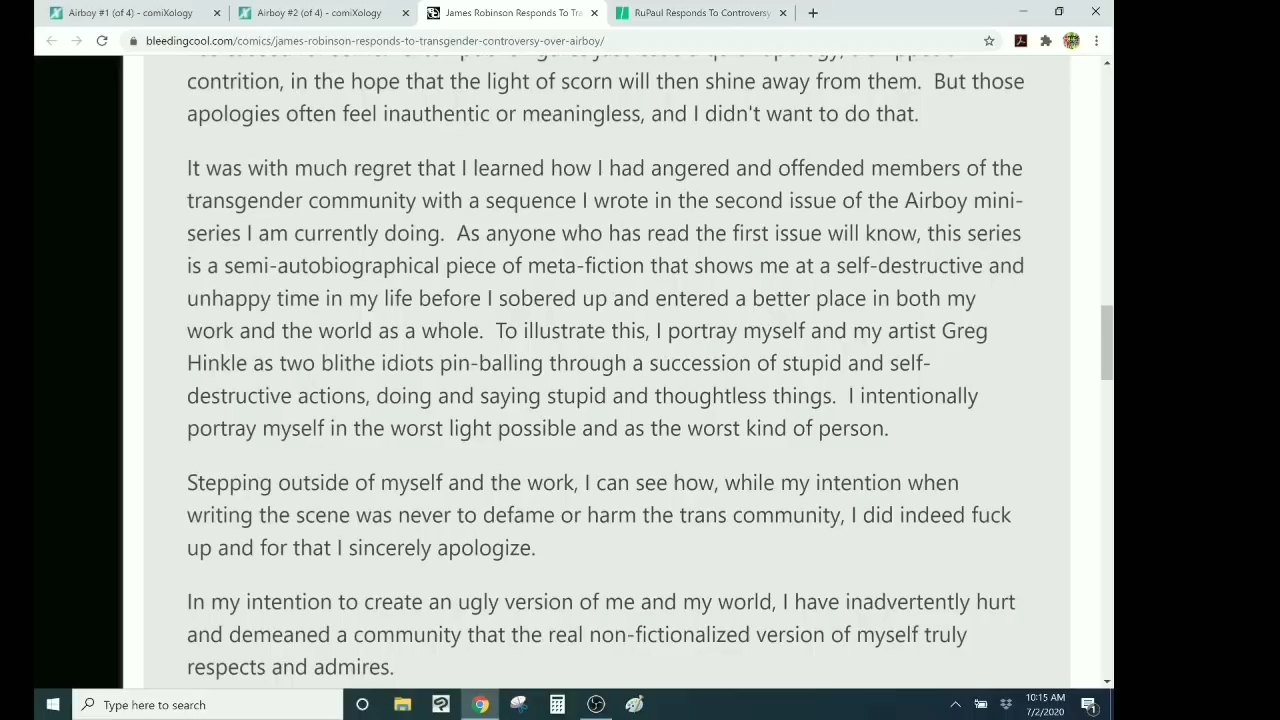 Airboy #1 (of 4) - comiXology
Airboy #2 (of 4) - comiXology
James Robinson Responds To Tra
RuPaul Responds To Controversy
bleedingcool.com/comics/james-robinson-responds-to-transgender-controversy-over-airboy/
contrition, in the hope that the light of scorn will then shine away from them.  But those
apologies often feel inauthentic or meaningless, and I didn't want to do that.
It was with much regret that I learned how I had angered and offended members of the
transgender community with a sequence I wrote in the second issue of the Airboy mini-
series I am currently doing.  As anyone who has read the first issue will know, this series
is a semi-autobiographical piece of meta-fiction that shows me at a self-destructive and
unhappy time in my life before I sobered up and entered a better place in both my
work and the world as a whole.  To illustrate this, I portray myself and my artist Greg
Hinkle as two blithe idiots pin-balling through a succession of stupid and self-
destructive actions, doing and saying stupid and thoughtless things.  I intentionally
portray myself in the worst light possible and as the worst kind of person.
Stepping outside of myself and the work, I can see how, while my intention when
writing the scene was never to defame or harm the trans community, I did indeed fuck
up and for that I sincerely apologize.
In my intention to create an ugly version of me and my world, I have inadvertently hurt
and demeaned a community that the real non-fictionalized version of myself truly
respects and admires.
Type here to search
10:15 AM
7/2/2020
1